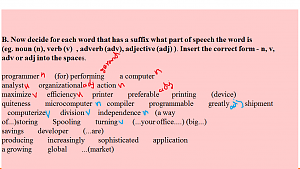 B. Now decide for each word that has a suffix what part of speech the word is
(eg. noun (n), verb (v) , adverb (adv), adjective (adj) ). Insert the correct form - n, v,
adv or adj into the spaces.
programmer n (for) performing a computer n
analyst n organizational adj action n
maximize v efficiency n printer preferable adj printing (device)
quiteness microcomputer n compiler programmable greatly adv shipment
computerize v division n independence n (a way
of...)storing Spooling turning v (...your office....) (big...)
savings developer (...are)
producing increasingly sophisticated application
a growing global ...(market)